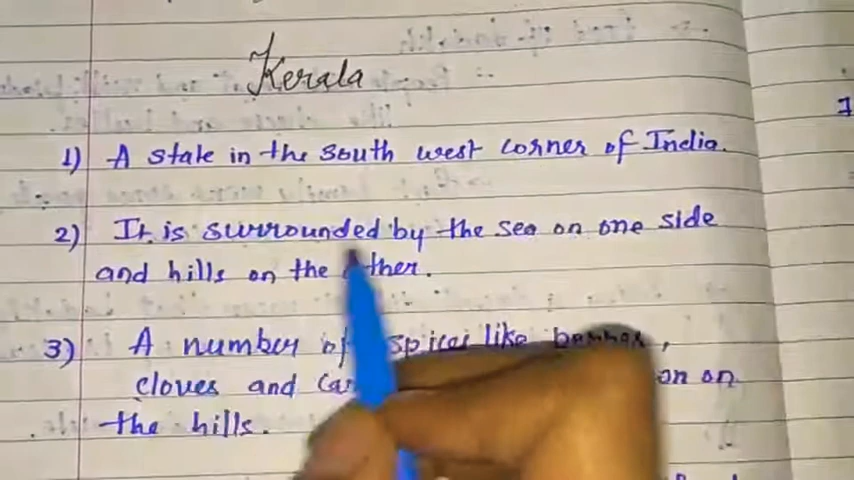 Kerala
1) A state in the south west corner of India.
2) It is surrounded by the sea on one side
and hills on the other.
3) A number of spices like
cloves and on
the hills.